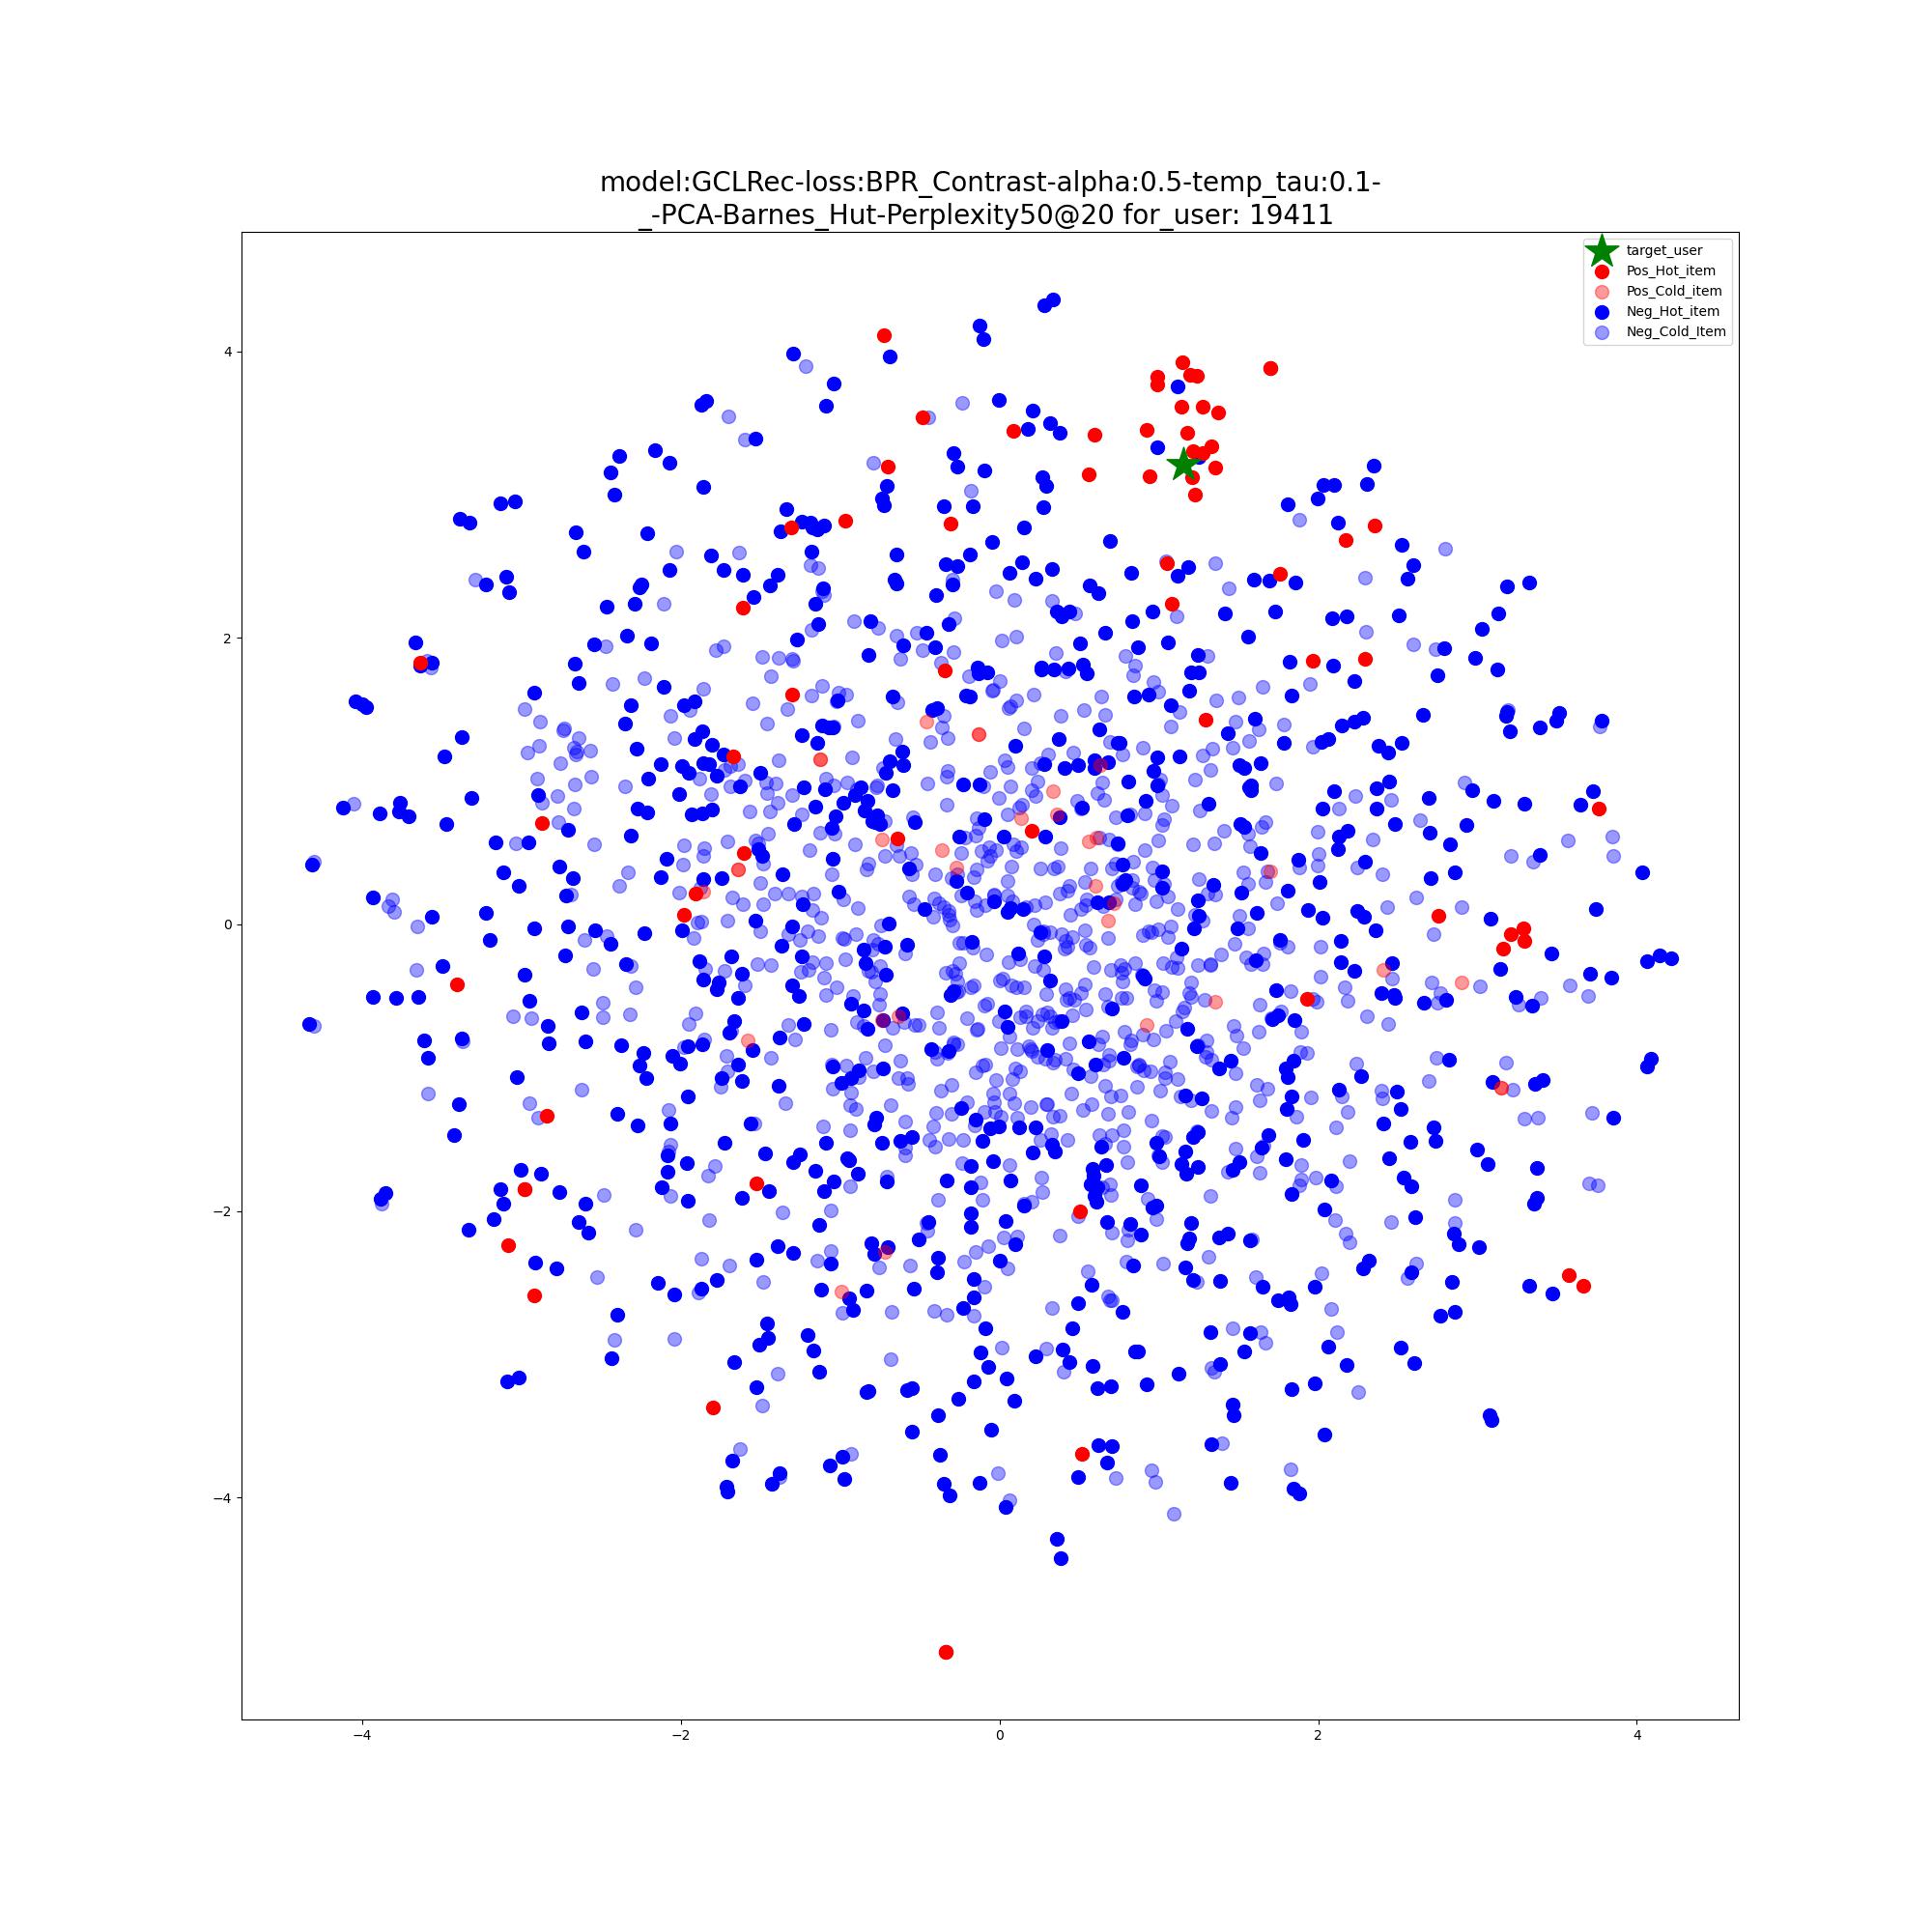 model:GCLRec-loss:BPR_Contrast-alpha:0.5-temp_tau:0.1-
_-PCA-Barnes_Hut-Perplexity50@20 for_user: 19411
target_user
Pos_Hot_item
Pos_Cold_item
Neg_Hot_item
Neg_Cold_Item
4
2
0
−2
−4
−4
−2
0
2
4